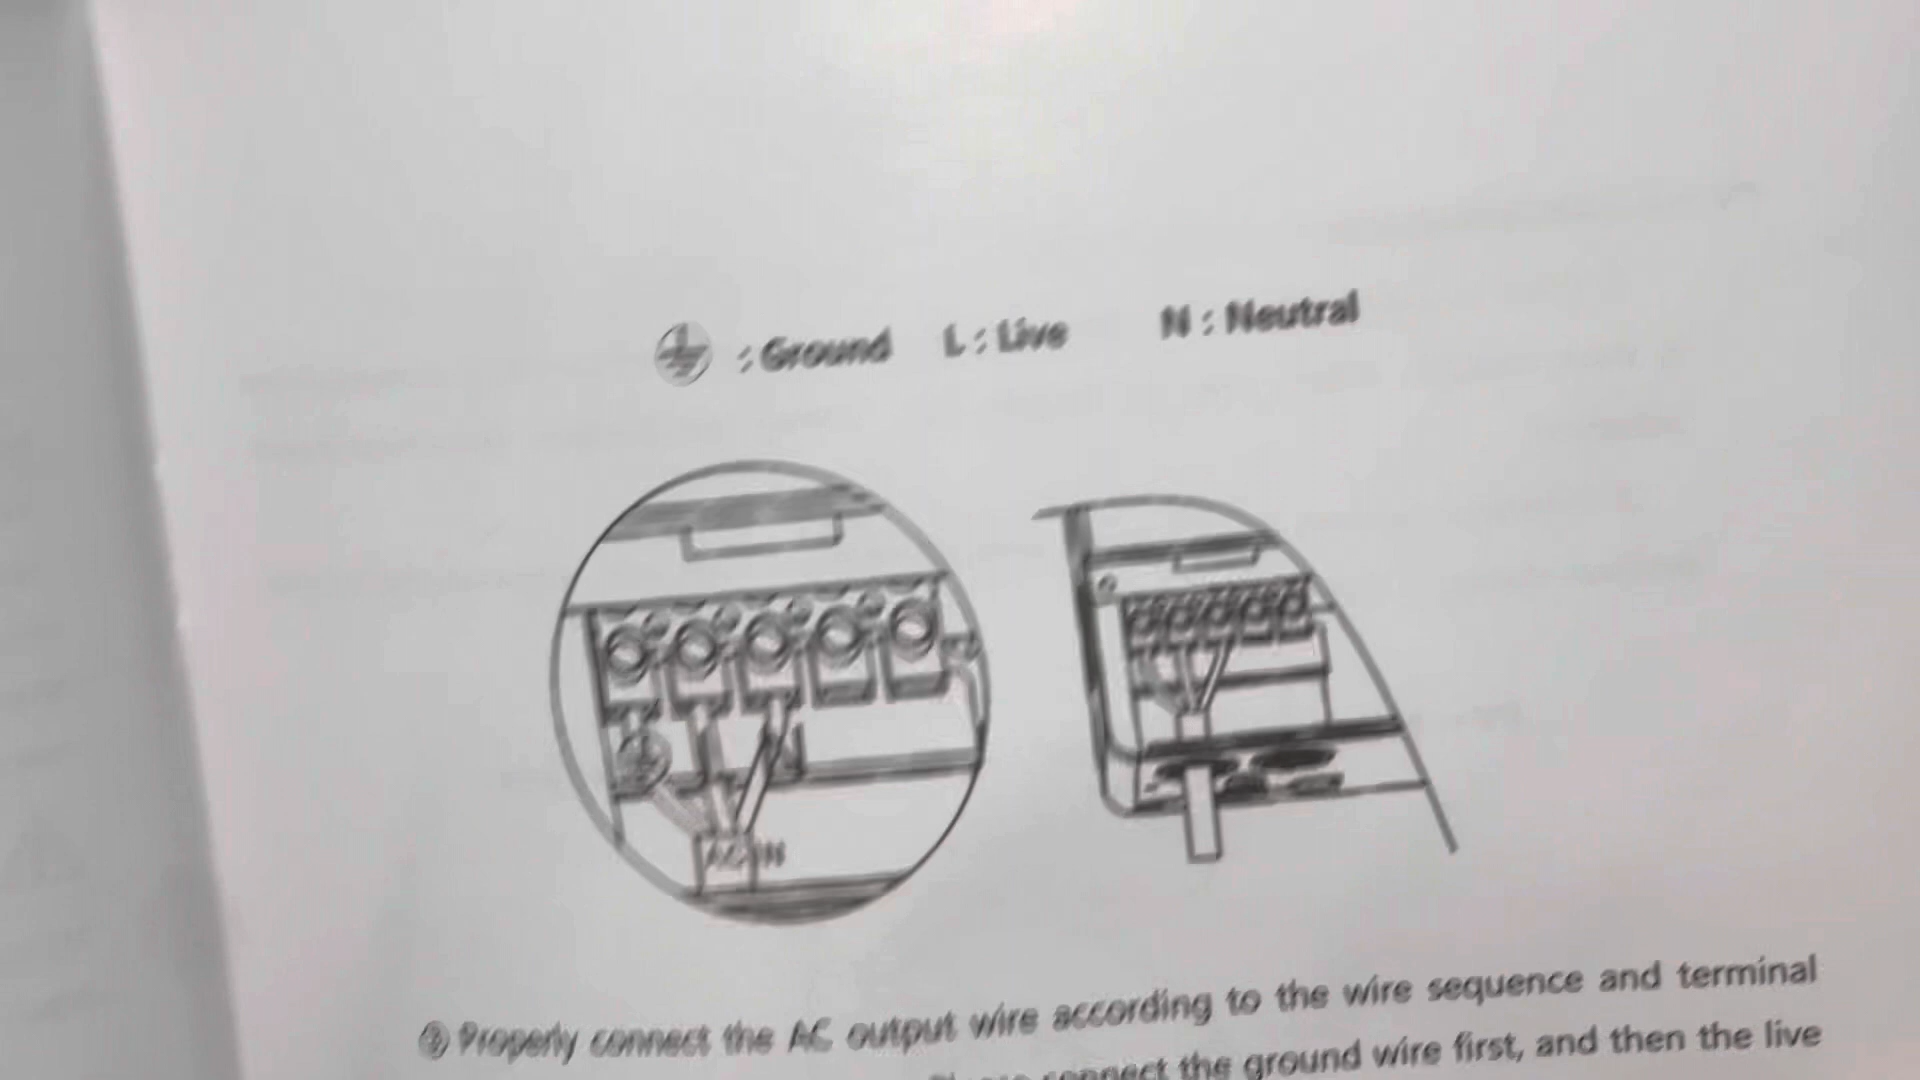 : Ground L : Live N : Neutral
AC IN
Properly connect the AC output wire according to the wire sequence and terminal
connect the ground wire first, and then the live